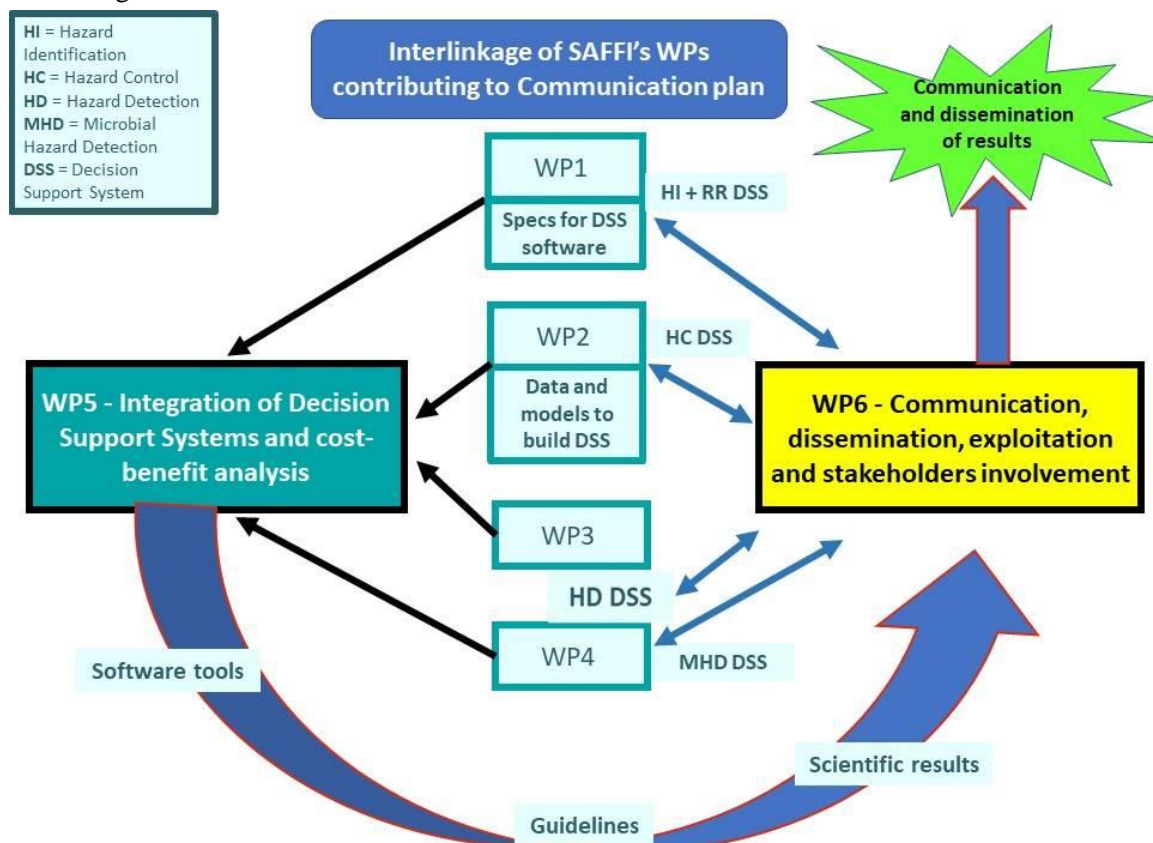 HI = Hazard
Identification
HC = Hazard Control
HD = Hazard Detection
MHD = Microbial
Hazard Detection
DSS = Decision
Support System
Interlinkage of SAFFI's WPs
contributing to Communication plan
Communication
and dissemination
of results
WP1
HI + RR DSS
Specs for DSS
software
WP2
HC DSS
Data and
models to
build DSS
WP5 - Integration of Decision
Support Systems and cost-
benefit analysis
WP6 - Communication,
dissemination, exploitation
and stakeholders involvement
WP3
HD DSS
WP4
MHD DSS
Software tools
Scientific results
Guidelines